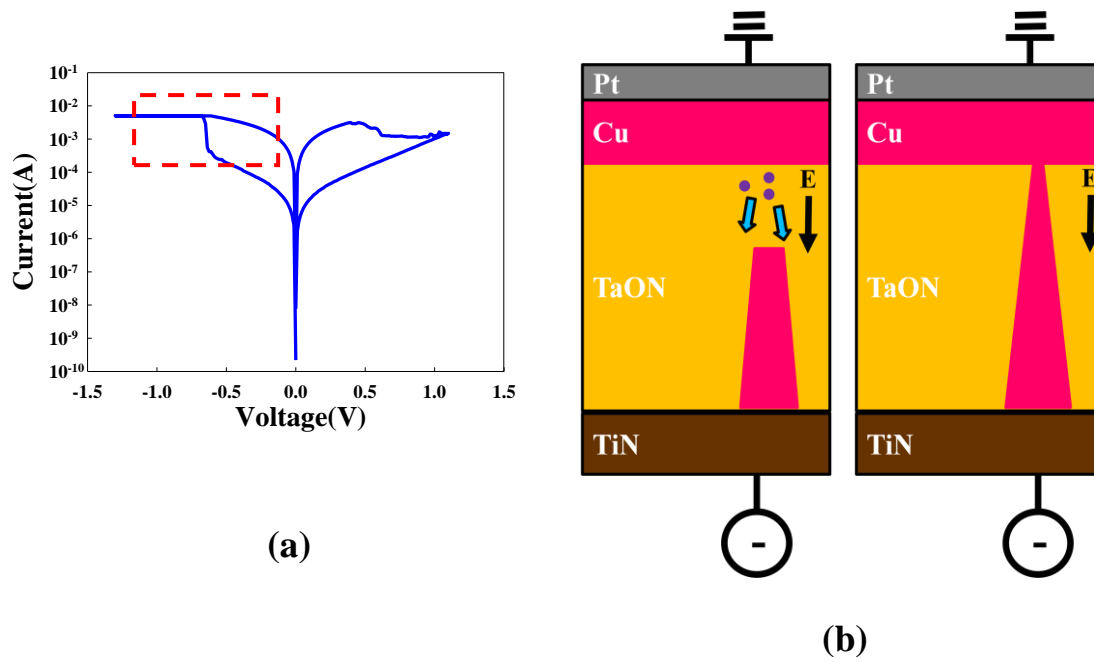 10⁻¹
10⁻²
10⁻³
10⁻⁴
10⁻⁵
10⁻⁶
10⁻⁷
10⁻⁸
10⁻⁹
10⁻¹⁰
Current(A)
-1.5 -1.0 -0.5 0.0 0.5 1.0 1.5
Voltage(V)
(a)
Pt
Cu
E
TaON
TiN
-
Pt
Cu
E
TaON
TiN
-
(b)